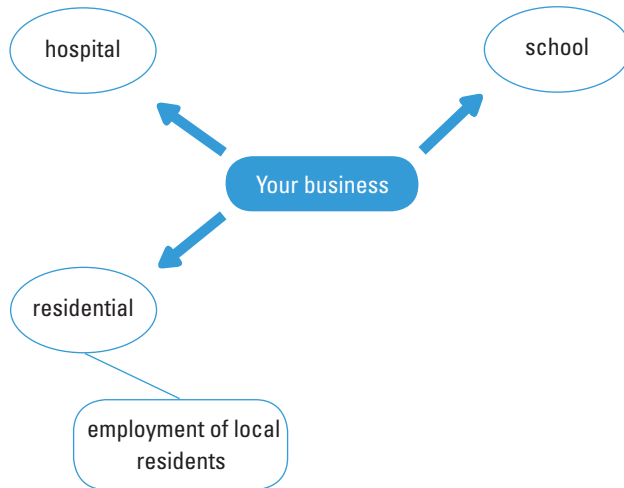 hospital
school
Your business
residential
employment of local
residents